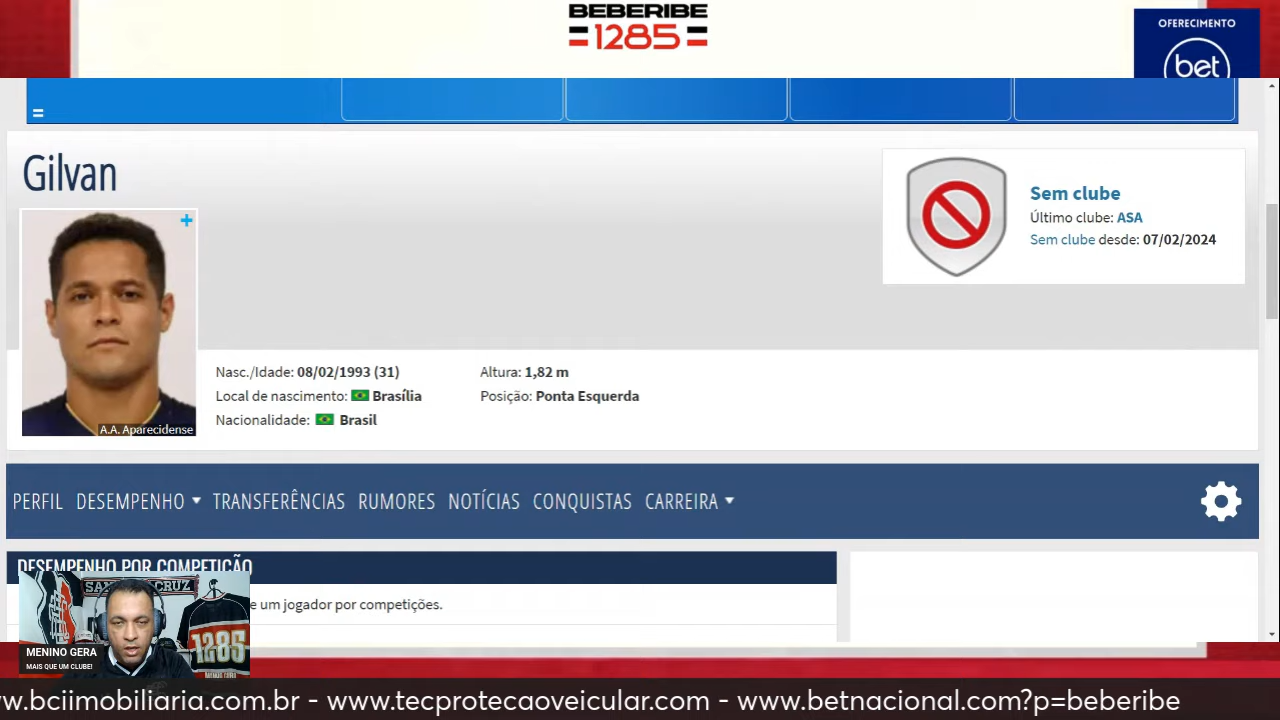 BEBERIBE
1285
OFERECIMENTO
bet
Gilvan
Sem clube
Último clube: ASA
Sem clube desde: 07/02/2024
A.A. Aparecidense
Nasc./Idade: 08/02/1993 (31)
Altura: 1,82 m
Local de nascimento: Brasília
Posição: Ponta Esquerda
Nacionalidade: Brasil
PERFIL DESEMPENHO TRANSFERÊNCIAS RUMORES NOTÍCIAS CONQUISTAS CARREIRA
DESEMPENHO POR COMPETIÇÃO
e um jogador por competições.
1285
MENINO GERA
MAIS QUE UM CLUBE!
w.bciimobiliaria.com.br - www.tecprotecaoveicular.com - www.betnacional.com?p=beberibe